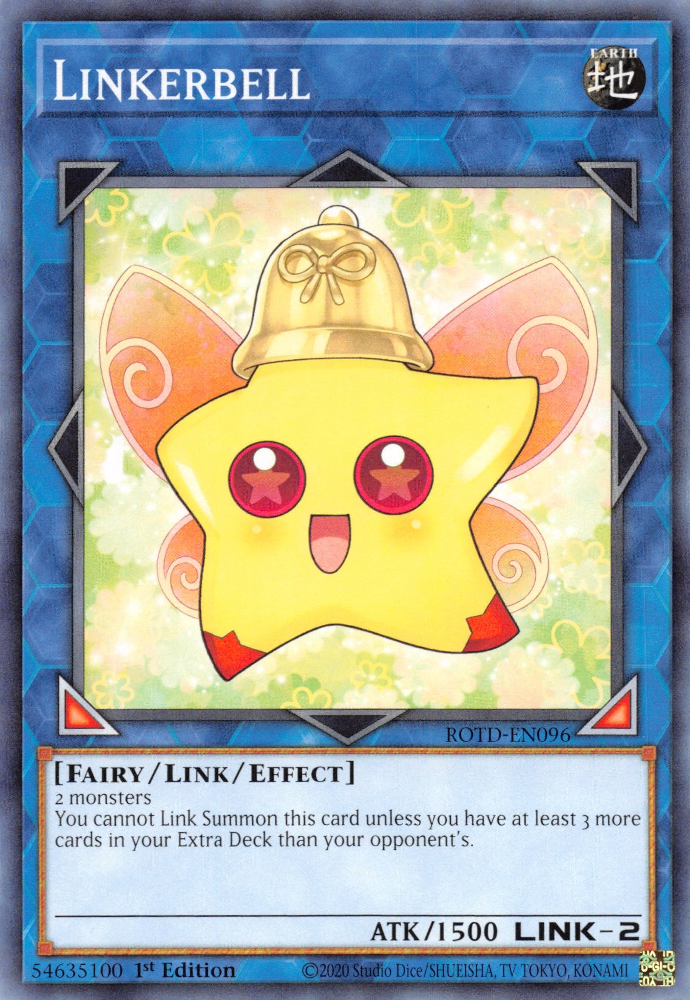 LINKERBELL
EARTH
地
ROTD-EN096
[FAIRY/LINK/EFFECT]
2 monsters
You cannot Link Summon this card unless you have at least 3 more
cards in your Extra Deck than your opponent's.
ATK/1500 LINK-2
54635100 1st Edition ©2020 Studio Dice/SHUEISHA, TV TOKYO, KONAMI